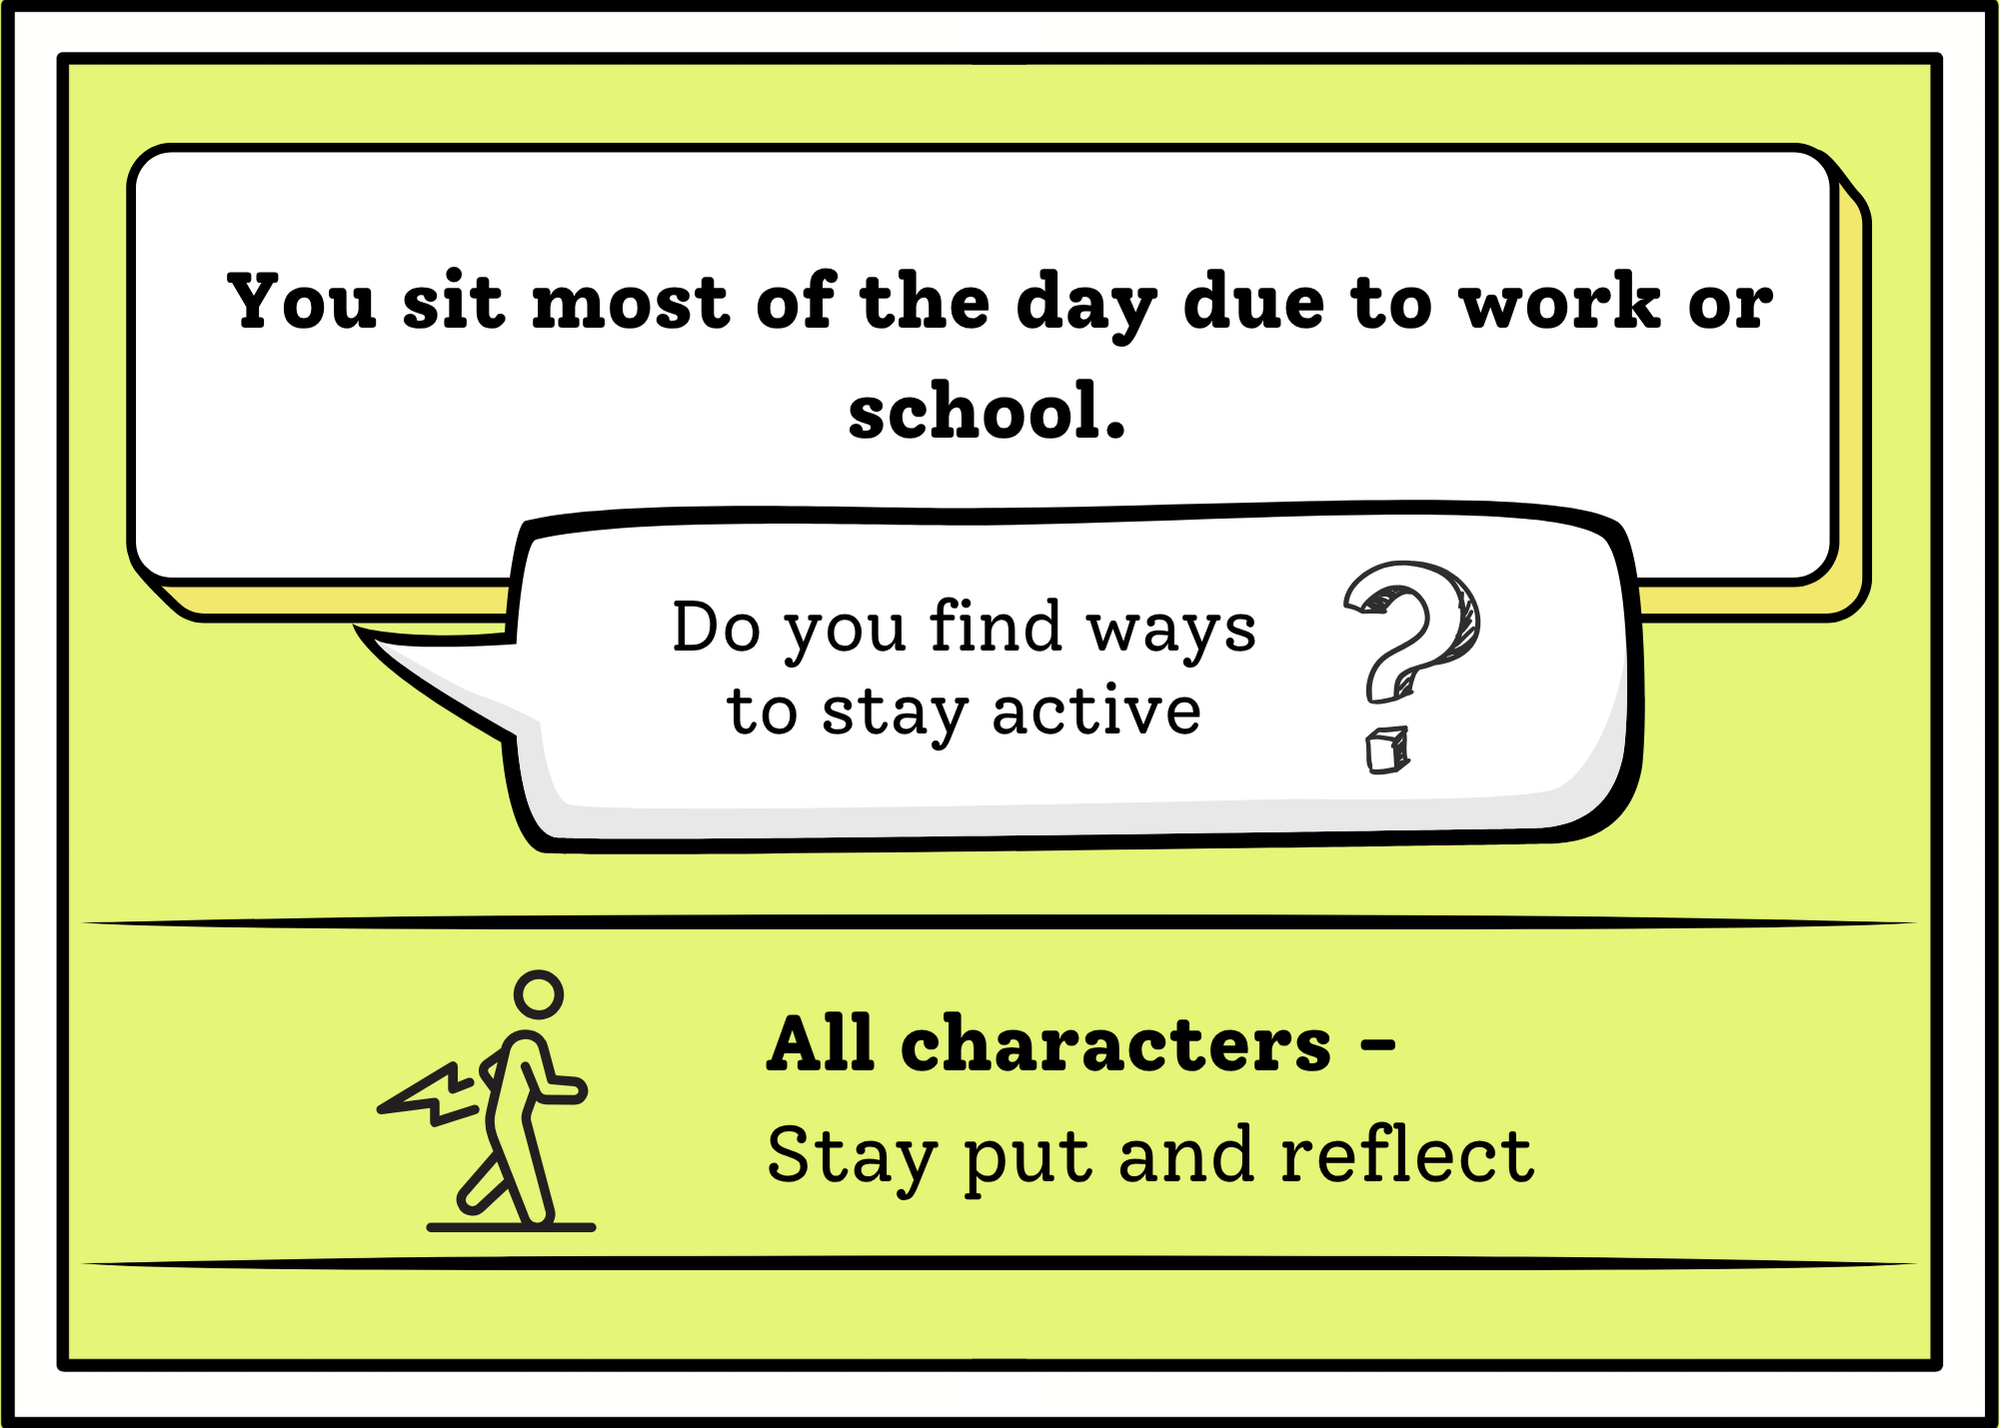 You sit most of the day due to work or
school.
Do you find ways
to stay active
?
All characters –
Stay put and reflect